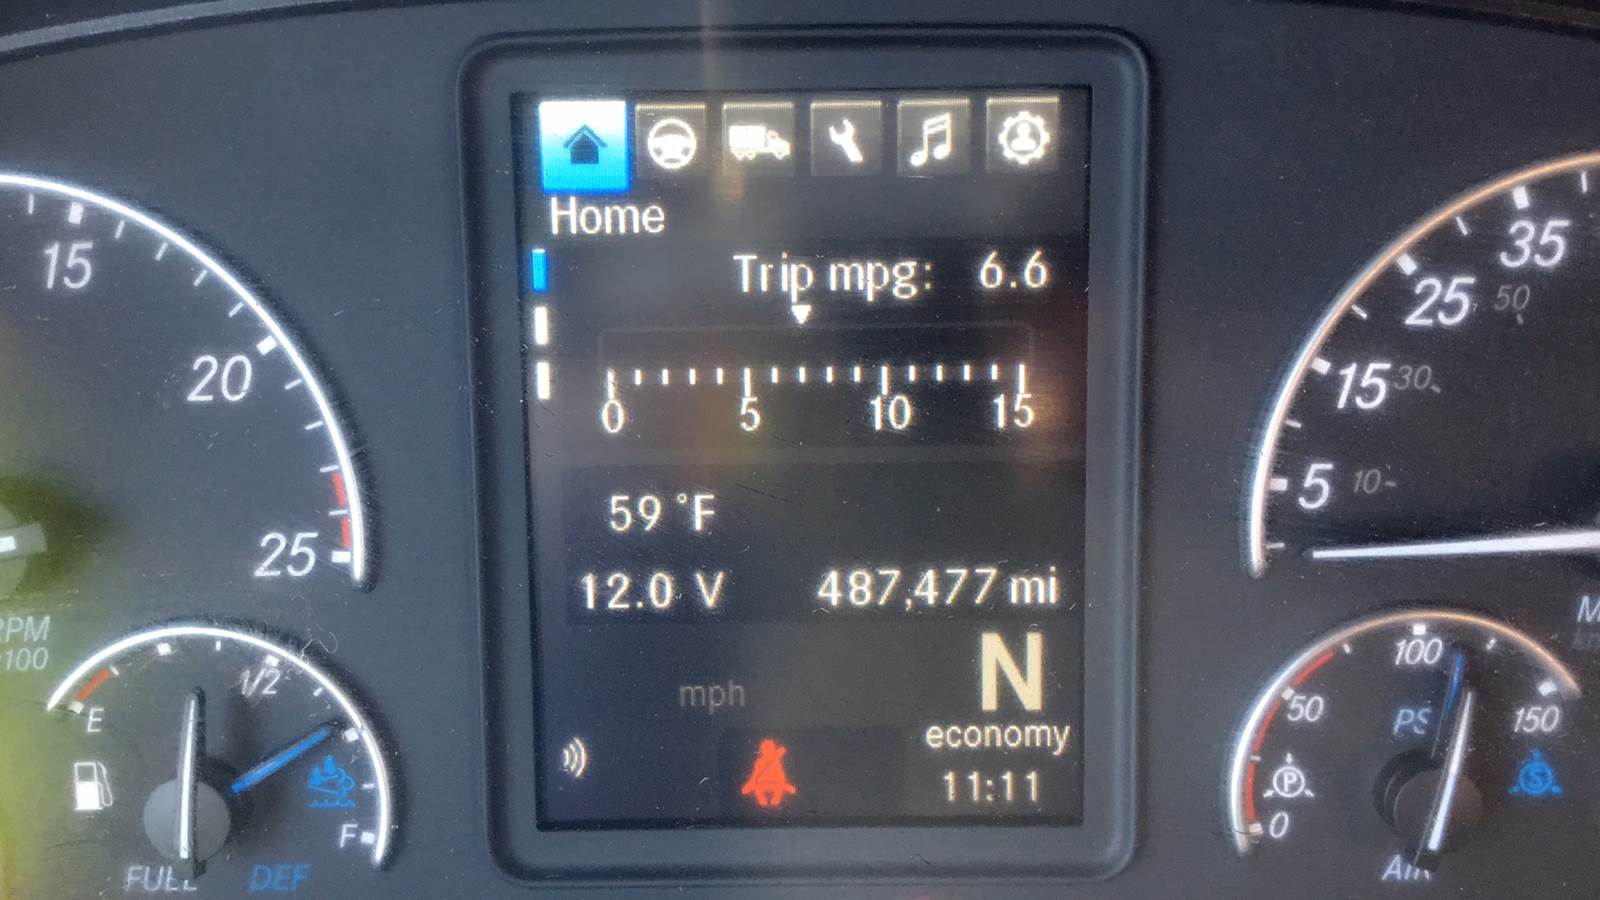 Home
Trip mpg: 6.6
0 5 10 15
59 °F
12.0 V 487,477 mi
N
mph
economy
11:11
15
20
25
RPM
x100
E 1/2 F
FUEL DEF
35
25 50
15 30
5 10
0 50 100 150
PSI
P
S
AIR